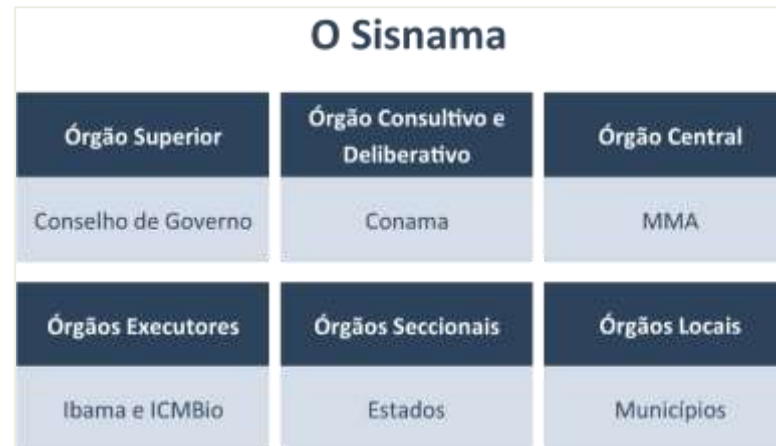 O Sisnama
Órgão Superior
Conselho de Governo
Órgão Consultivo e
Deliberativo
Conama
Órgão Central
MMA
Órgãos Executores
Ibama e ICMBio
Órgãos Seccionais
Estados
Órgãos Locais
Municípios